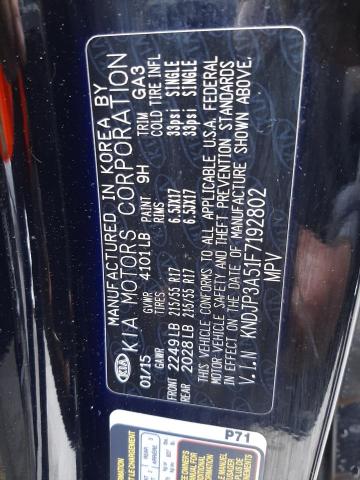 MANUFACTURED IN KOREA BY
KIA KIA MOTORS CORPORATION
01/15 GVWR 4101LB PAINT 9H TRIM GA3
GAWR TIRES RIMS COLD TIRE INFL
FRONT 2249LB 215/55 R17 6.5JX17 33psi SINGLE
REAR 2028LB 215/55 R17 6.5JX17 33psi SINGLE
THIS VEHICLE CONFORMS TO ALL APPLICABLE U.S.A. FEDERAL
MOTOR VEHICLE SAFETY AND THEFT PREVENTION STANDARDS
IN EFFECT ON THE DATE OF MANUFACTURE SHOWN ABOVE.
V.I.N KNDJP3A51F7192802
MPV
P71